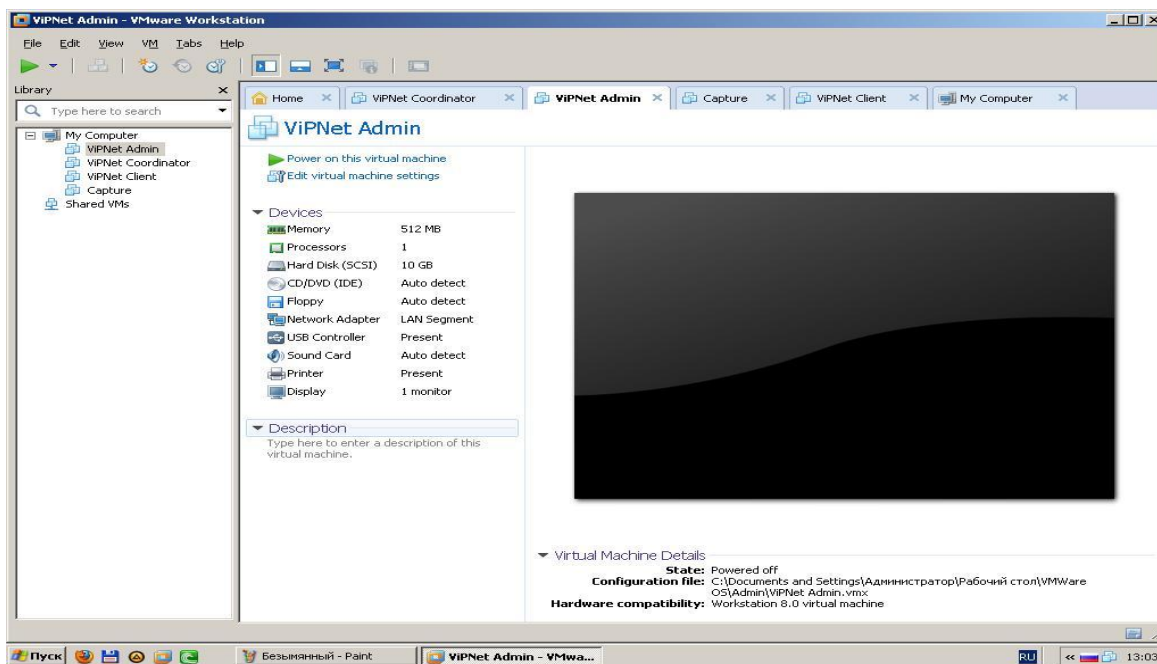 ViPNet Admin - VMware Workstation
File Edit View VM Tabs Help
Library
Type here to search
My Computer
ViPNet Admin
ViPNet Coordinator
ViPNet Client
Capture
Shared VMs
Home ViPNet Coordinator ViPNet Admin Capture ViPNet Client My Computer
ViPNet Admin
Power on this virtual machine
Edit virtual machine settings
Devices
Memory 512 MB
Processors 1
Hard Disk (SCSI) 10 GB
CD/DVD (IDE) Auto detect
Floppy Auto detect
Network Adapter LAN Segment
USB Controller Present
Sound Card Auto detect
Printer Present
Display 1 monitor
Description
Type here to enter a description of this
virtual machine.
Virtual Machine Details
State: Powered off
Configuration file: C:\Documents and Settings\Администратор\Рабочий стол\VMWare
OS\Admin\ViPNet Admin.vmx
Hardware compatibility: Workstation 8.0 virtual machine
Пуск Безымянный - Paint ViPNet Admin - VMwa... RU « 13:03